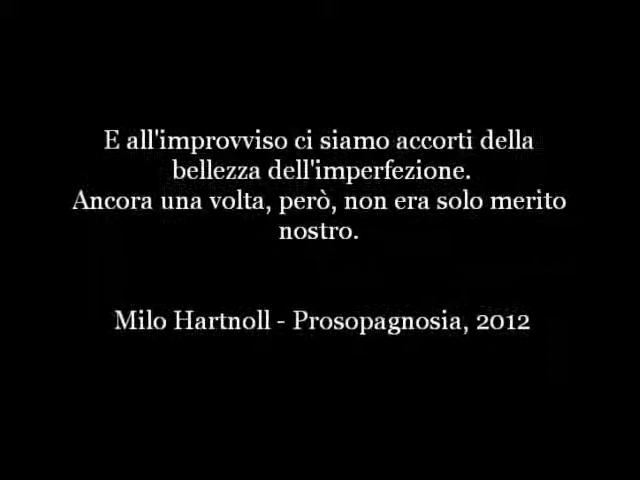 E all'improvviso ci siamo accorti della
bellezza dell'imperfezione.
Ancora una volta, però, non era solo merito
nostro.
Milo Hartnoll - Prosopagnosia, 2012